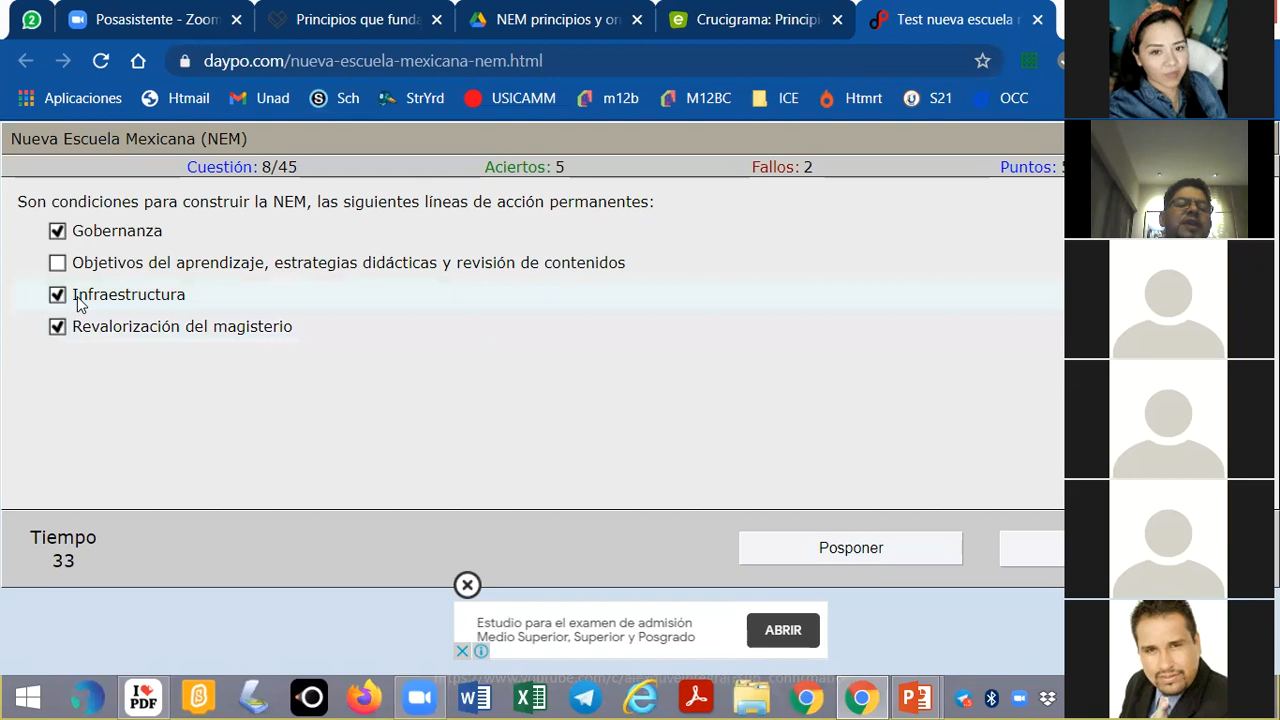 Posasistente - Zoom
Principios que funda
NEM principios y or
Crucigrama: Principi
Test nueva escuela
daypo.com/nueva-escuela-mexicana-nem.html
Aplicaciones
Htmail
Unad
Sch
StrYrd
USICAMM
m12b
M12BC
ICE
Htmrt
S21
OCC
Nueva Escuela Mexicana (NEM)
Cuestión: 8/45
Aciertos: 5
Fallos: 2
Puntos:
Son condiciones para construir la NEM, las siguientes líneas de acción permanentes:
Gobernanza
Objetivos del aprendizaje, estrategias didácticas y revisión de contenidos
Infraestructura
Revalorización del magisterio
Tiempo
33
Posponer
Estudio para el examen de admisión
Medio Superior, Superior y Posgrado
ABRIR
I ♥
PDF